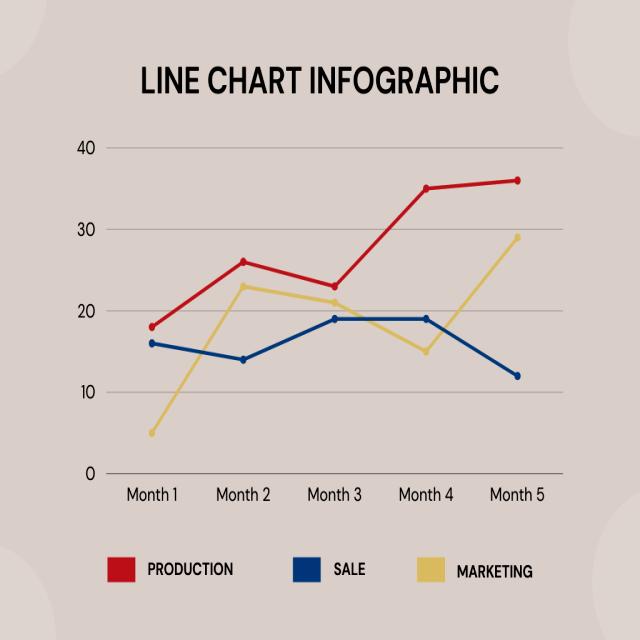 LINE CHART INFOGRAPHIC
40
30
20
10
0
Month 1 Month 2 Month 3 Month 4 Month 5
PRODUCTION SALE MARKETING